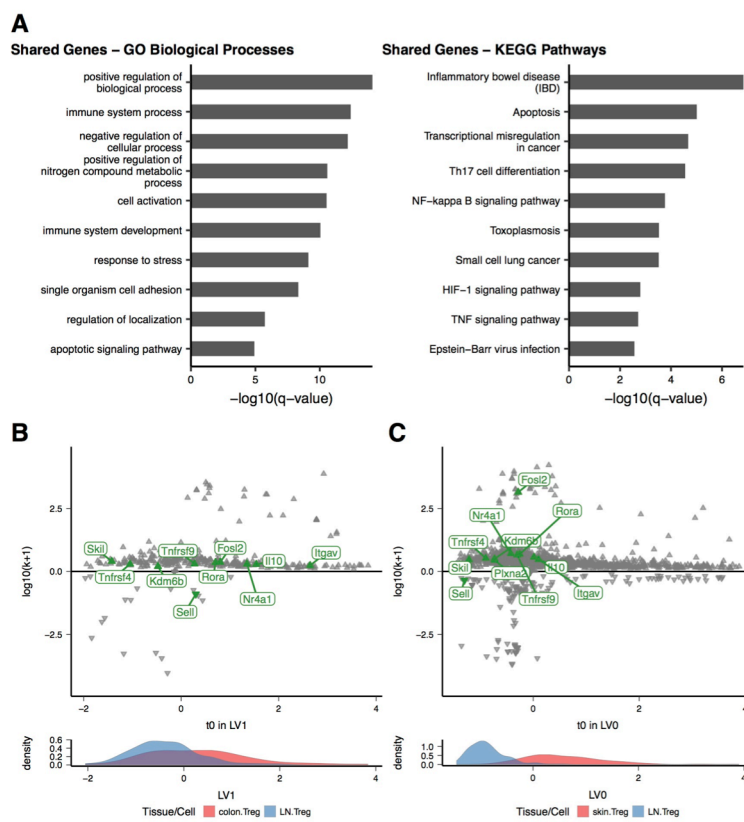 A
Shared Genes – GO Biological Processes
positive regulation of
biological process
immune system process
negative regulation of
cellular process
positive regulation of
nitrogen compound metabolic
process
cell activation
immune system development
response to stress
single organism cell adhesion
regulation of localization
apoptotic signaling pathway
0 5 10
−log10(q−value)
Shared Genes – KEGG Pathways
Inflammatory bowel disease
(IBD)
Apoptosis
Transcriptional misregulation
in cancer
Th17 cell differentiation
NF−kappa B signaling pathway
Toxoplasmosis
Small cell lung cancer
HIF−1 signaling pathway
TNF signaling pathway
Epstein−Barr virus infection
0 2 4 6
−log10(q−value)
B
log10(k+1)
2.5
0.0
−2.5
Skil
Tnfrsf9
Fosl2
Il10
Itgav
Tnfrsf4
Kdm6b
Rora
Nr4a1
Sell
−2 0 2 4
t0 in LV1
density
0.6
0.4
0.2
0.0
−2 0 2 4
LV1
Tissue/Cell colon.Treg LN.Treg
C
log10(k+1)
2.5
0.0
−2.5
Fosl2
Nr4a1
Rora
Tnfrsf4
Kdm6b
Skil
Plxna2
Il10
Sell
Tnfrsf9
Itgav
0 4
t0 in LV0
density
1.0
0.5
0.0
0 2 4
LV0
Tissue/Cell skin.Treg LN.Treg